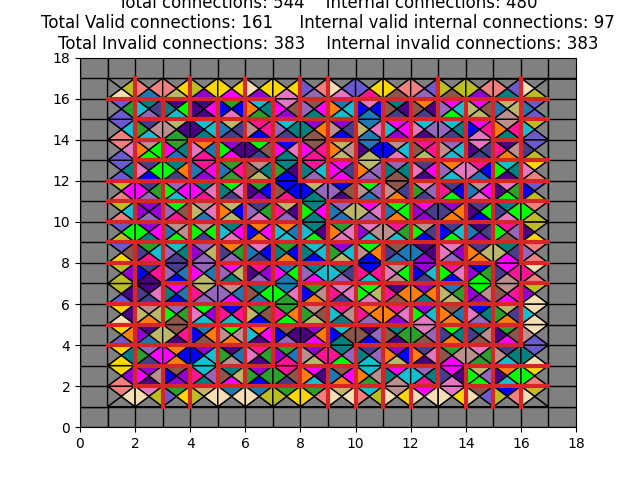 Total connections: 544 Internal connections: 480
Total Valid connections: 161 Internal valid internal connections: 97
Total Invalid connections: 383 Internal invalid connections: 383
18
16
14
12
10
8
6
4
2
0
0 2 4 6 8 10 12 14 16 18